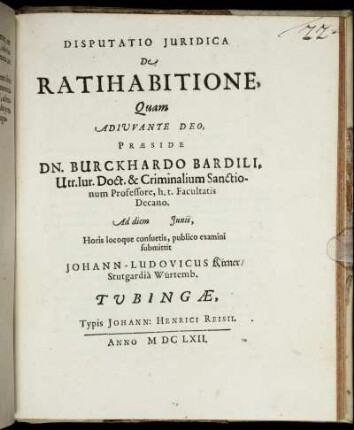 22.
DISPUTATIO JURIDICA
De
RATIHABITIONE,
Quam
ADIUVANTE DEO,
PRÆSIDE
DN. BURCKHARDO BARDILI,
Utr. Iur. Doct. & Criminalium Sanctio-
num Professore, h. t. Facultatis
Decano.
Ad diem Junii,
Horis locoque consuetis, publico examini
submittit
JOHANN-LUDOVICUS
Stutgardiâ Würtemb.
TVBINGÆ,
Typis JOHANN: HENRICI REISII.
ANNO M DC LXII.